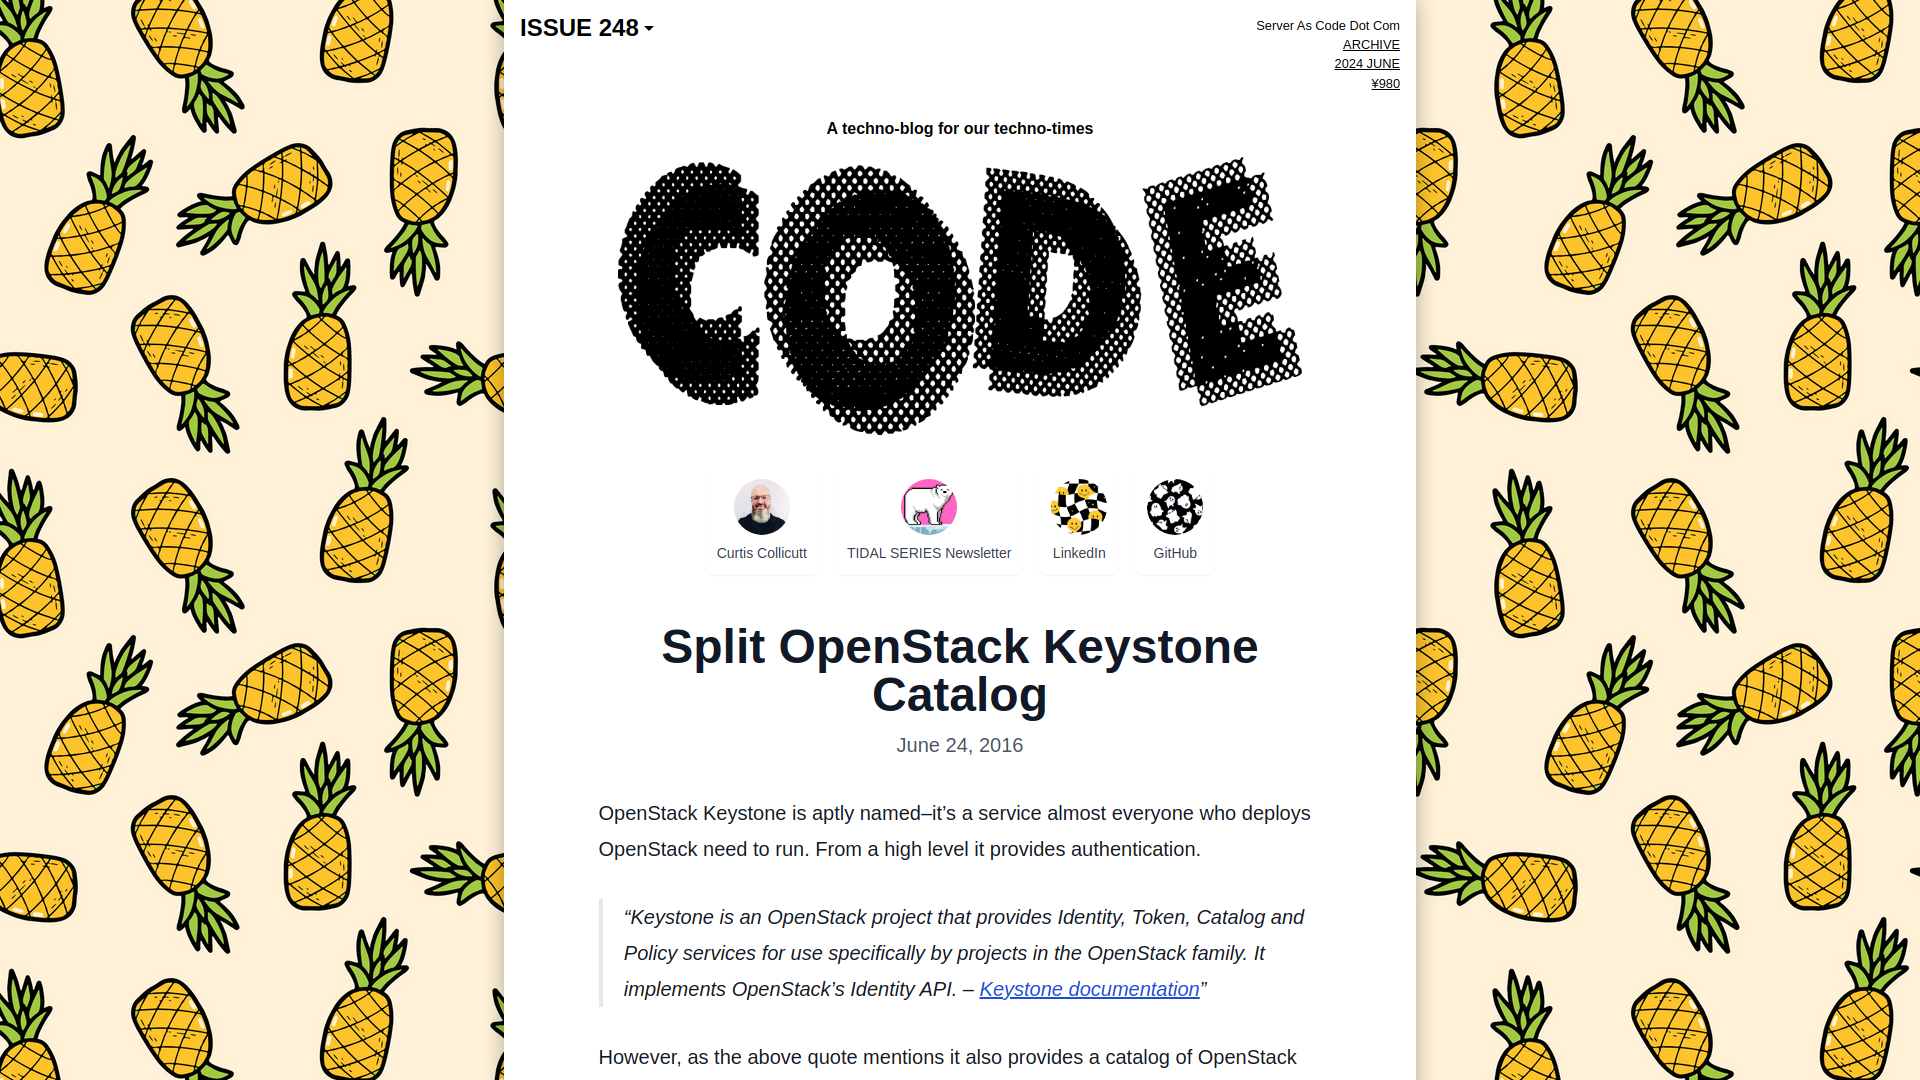 ISSUE 248
Server As Code Dot Com
ARCHIVE
2024 JUNE
¥980
A techno-blog for our techno-times
CODE
Curtis Collicutt
TIDAL SERIES Newsletter
LinkedIn
GitHub
Split OpenStack Keystone
Catalog
June 24, 2016
OpenStack Keystone is aptly named–it’s a service almost everyone who deploys
OpenStack need to run. From a high level it provides authentication.
“Keystone is an OpenStack project that provides Identity, Token, Catalog and
Policy services for use specifically by projects in the OpenStack family. It
implements OpenStack’s Identity API. – Keystone documentation”
However, as the above quote mentions it also provides a catalog of OpenStack